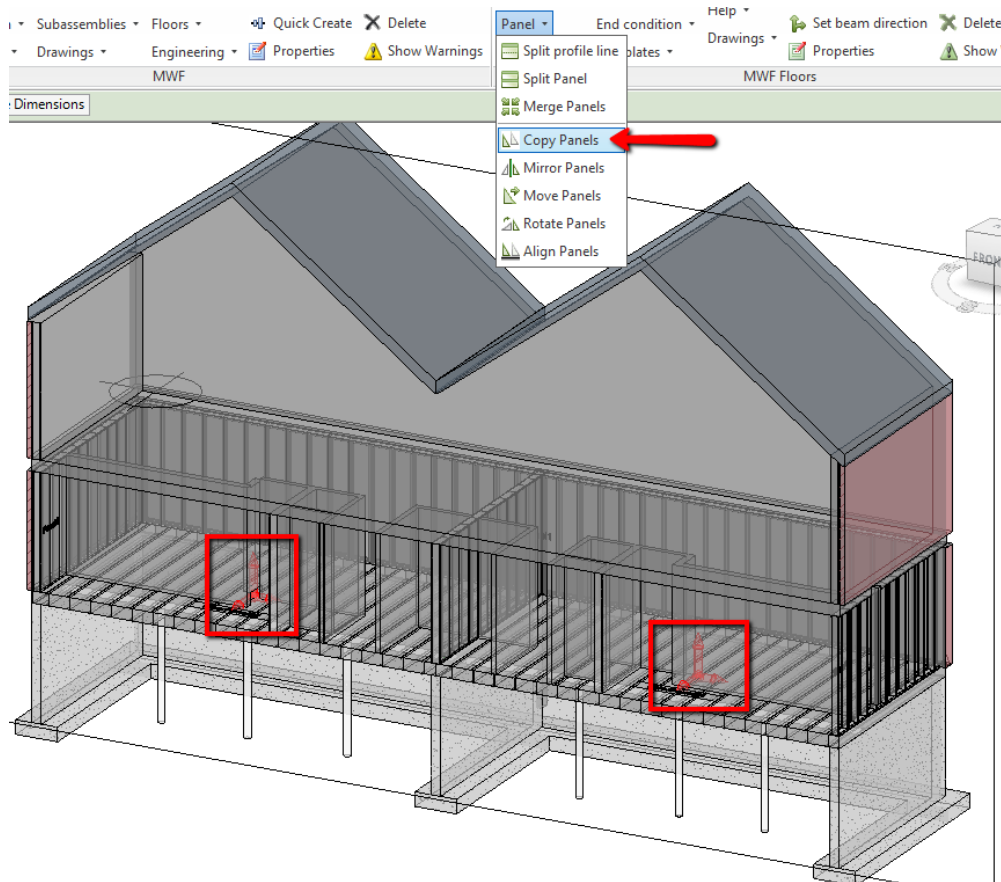 Subassemblies Floors Quick Create Delete
Drawings Engineering Properties Show Warnings
MWF
Panel End condition Help Set beam direction Delete
Drawings Properties Show
MWF Floors
Split profile line
Split Panel
Merge Panels
Copy Panels
Mirror Panels
Move Panels
Rotate Panels
Align Panels
Dimensions